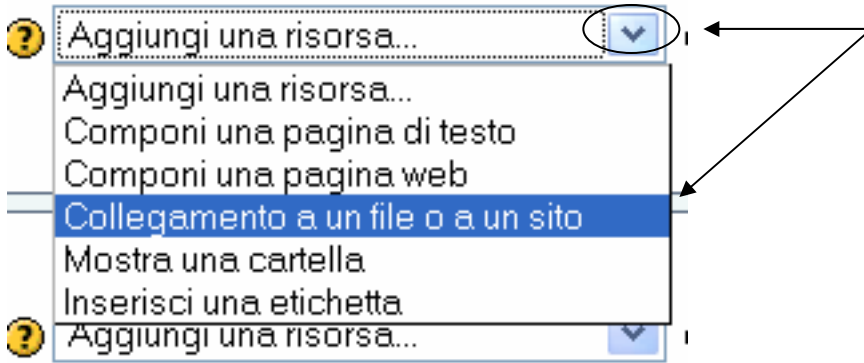 Aggiungi una risorsa...
Aggiungi una risorsa...
Componi una pagina di testo
Componi una pagina web
Collegamento a un file o a un sito
Mostra una cartella
Inserisci una etichetta
Aggiungi una risorsa...